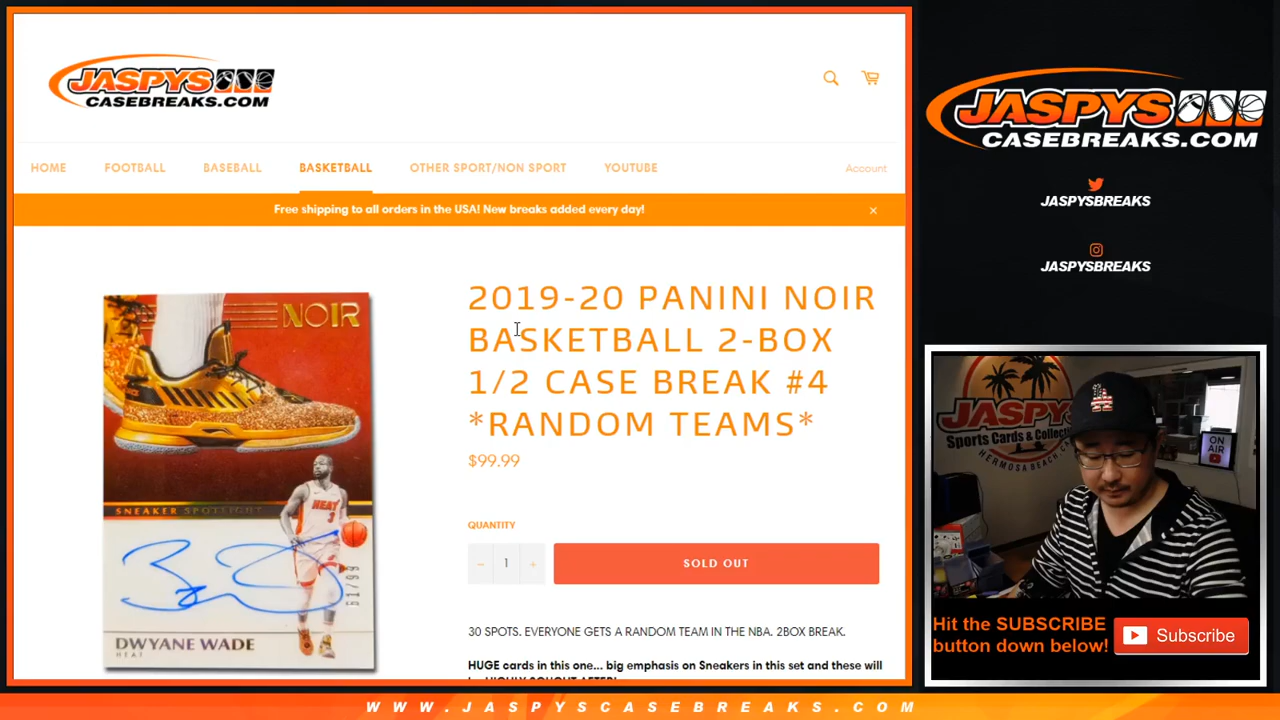 JASPYS
CASEBREAKS.COM
HOME FOOTBALL BASEBALL BASKETBALL OTHER SPORT/NON SPORT YOUTUBE Account
Free shipping to all orders in the USA! New breaks added every day! ×
NOIR
SNEAKER SPOTLIGHT
HEAT
3
DWYANE WADE
HEAT
2019-20 PANINI NOIR
BASKETBALL 2-BOX
1/2 CASE BREAK #4
*RANDOM TEAMS*
$99.99
QUANTITY
− 1 + SOLD OUT
30 SPOTS. EVERYONE GETS A RANDOM TEAM IN THE NBA. 2BOX BREAK.
HUGE cards in this one... big emphasis on Sneakers in this set and these will
JASPYS
CASEBREAKS.COM
JASPYSBREAKS
JASPYSBREAKS
JASPYS
Sports Cards & Collectibles
HERMOSA BEACH
ON
AIR
Hit the SUBSCRIBE
button down below!
Subscribe
WWW.JASPYSCASEBREAKS.COM